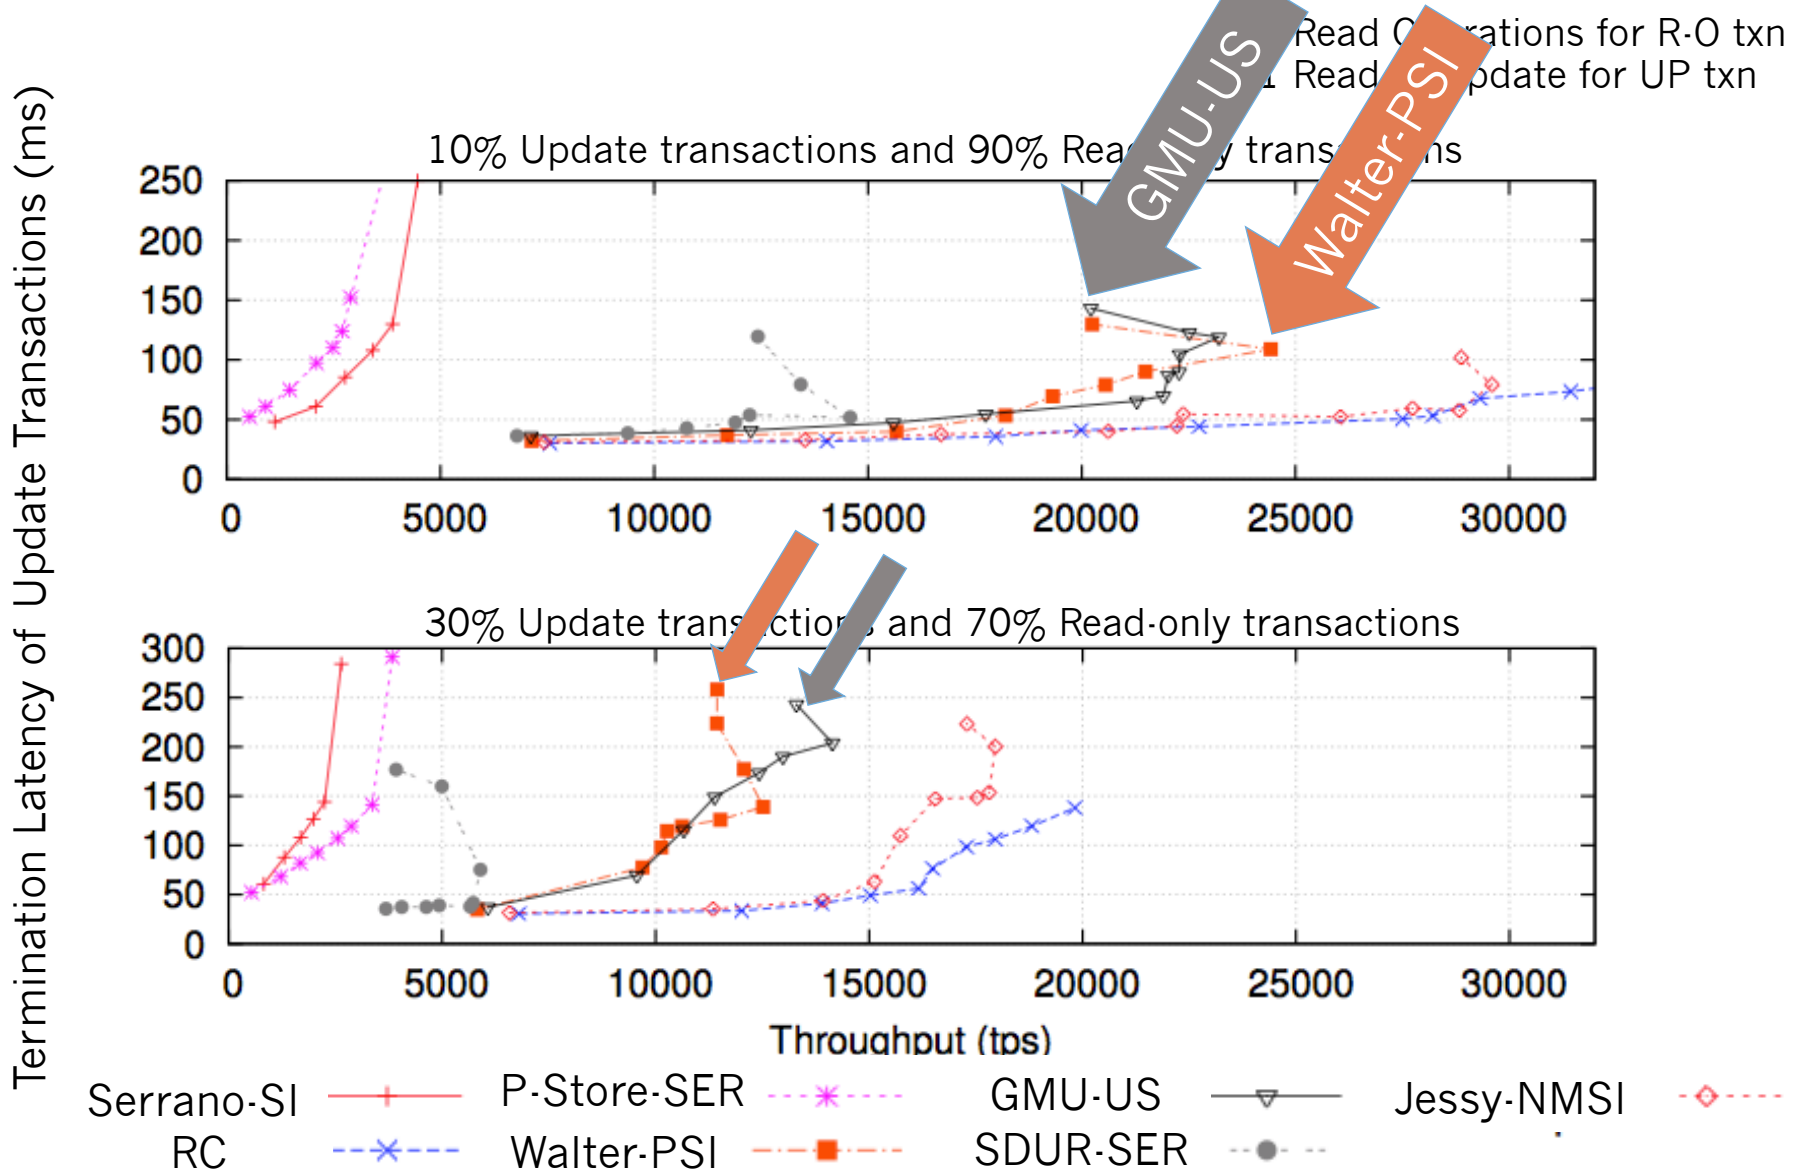 Read rations for R-O txn
1 Read pdate for UP txn
GMU-US
Walter-PSI
Termination Latency of Update Transactions (ms)
10% Update transactions and 90% Rea y trans ns
250
200
150
100
50
0
0 5000 10000 15000 20000 25000 30000
30% Update transactions and 70% Read-only transactions
300
250
200
150
100
50
0
0 5000 10000 15000 20000 25000 30000
Throughput (tps)
Serrano-SI P-Store-SER GMU-US Jessy-NMSI
RC Walter-PSI SDUR-SER